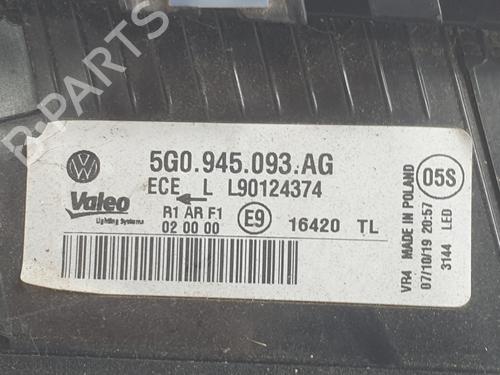 5G0.945.093.AG
ECE L L90124374
Valeo
Lighting Systems
R1 AR F1
02 00 00
E9
16420 TL
05S
VR4 MADE IN POLAND
07/10/19 20:57
3144 LED
B-PARTS